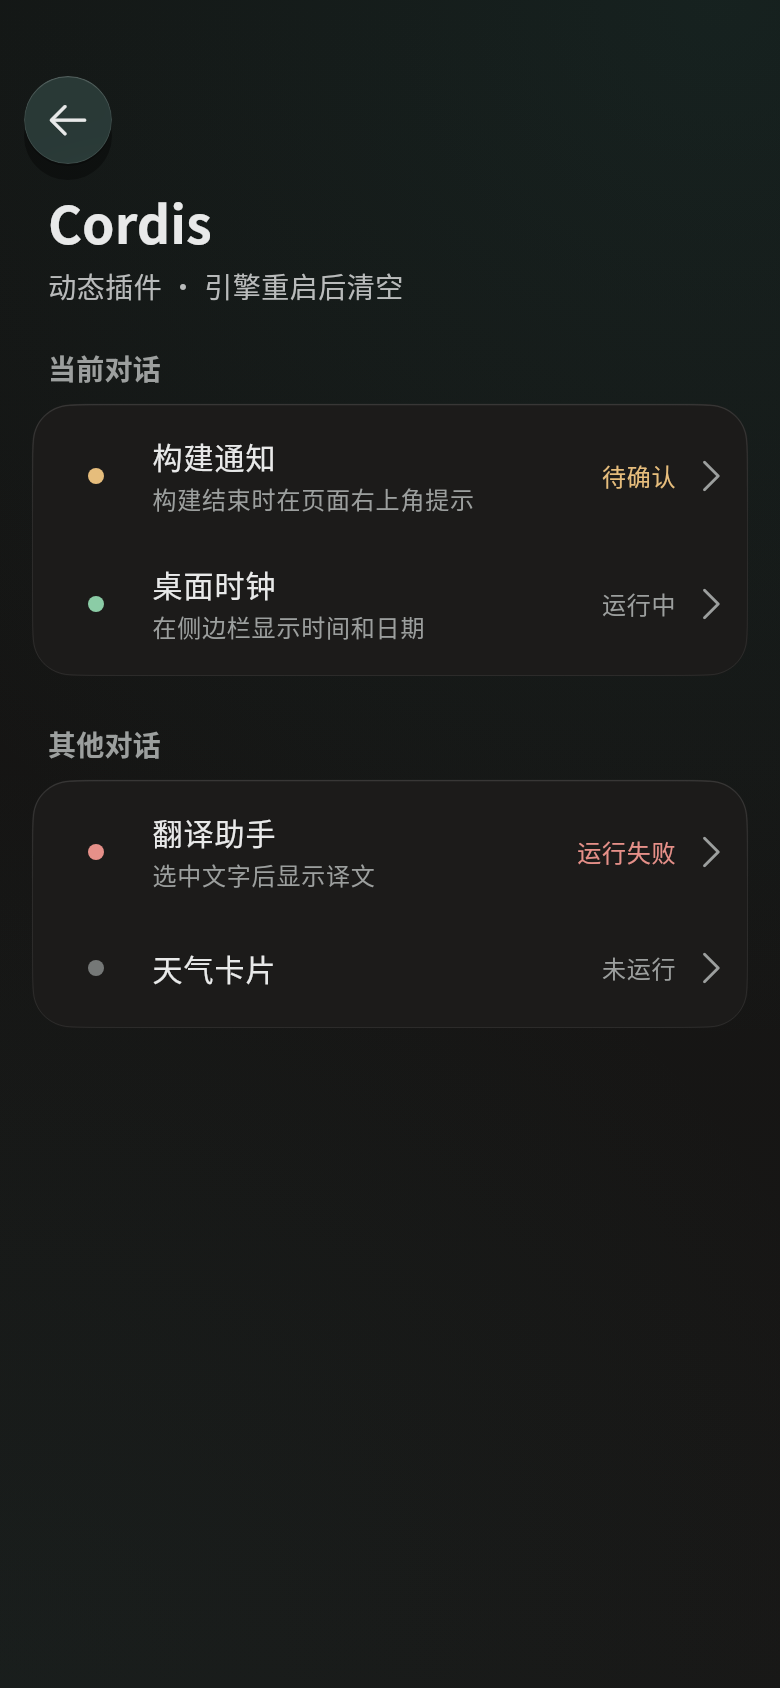 Cordis
动态插件 · 引擎重启后清空
当前对话
构建通知
构建结束时在页面右上角提示
待确认
桌面时钟
在侧边栏显示时间和日期
运行中
其他对话
翻译助手
选中文字后显示译文
运行失败
天气卡片
未运行